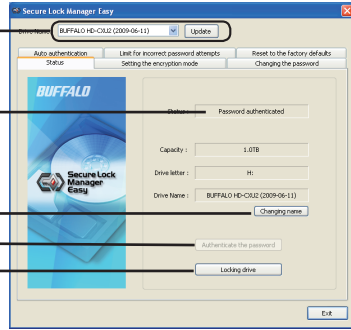 Secure Lock Manager Easy
Drive Name: BUFFALO HD-CXU2 (2009-06-11) Update
Auto authentication Limit for incorrect password attempts Reset to the factory defaults
Status Setting the encryption mode Changing the password
BUFFALO
Status : Password authenticated
Capacity : 1.0TB
Drive letter : H:
Secure Lock
Manager
Easy
Drive Name : BUFFALO HD-CXU2 (2009-06-11)
Changing name
Authenticate the password
Locking drive
Exit